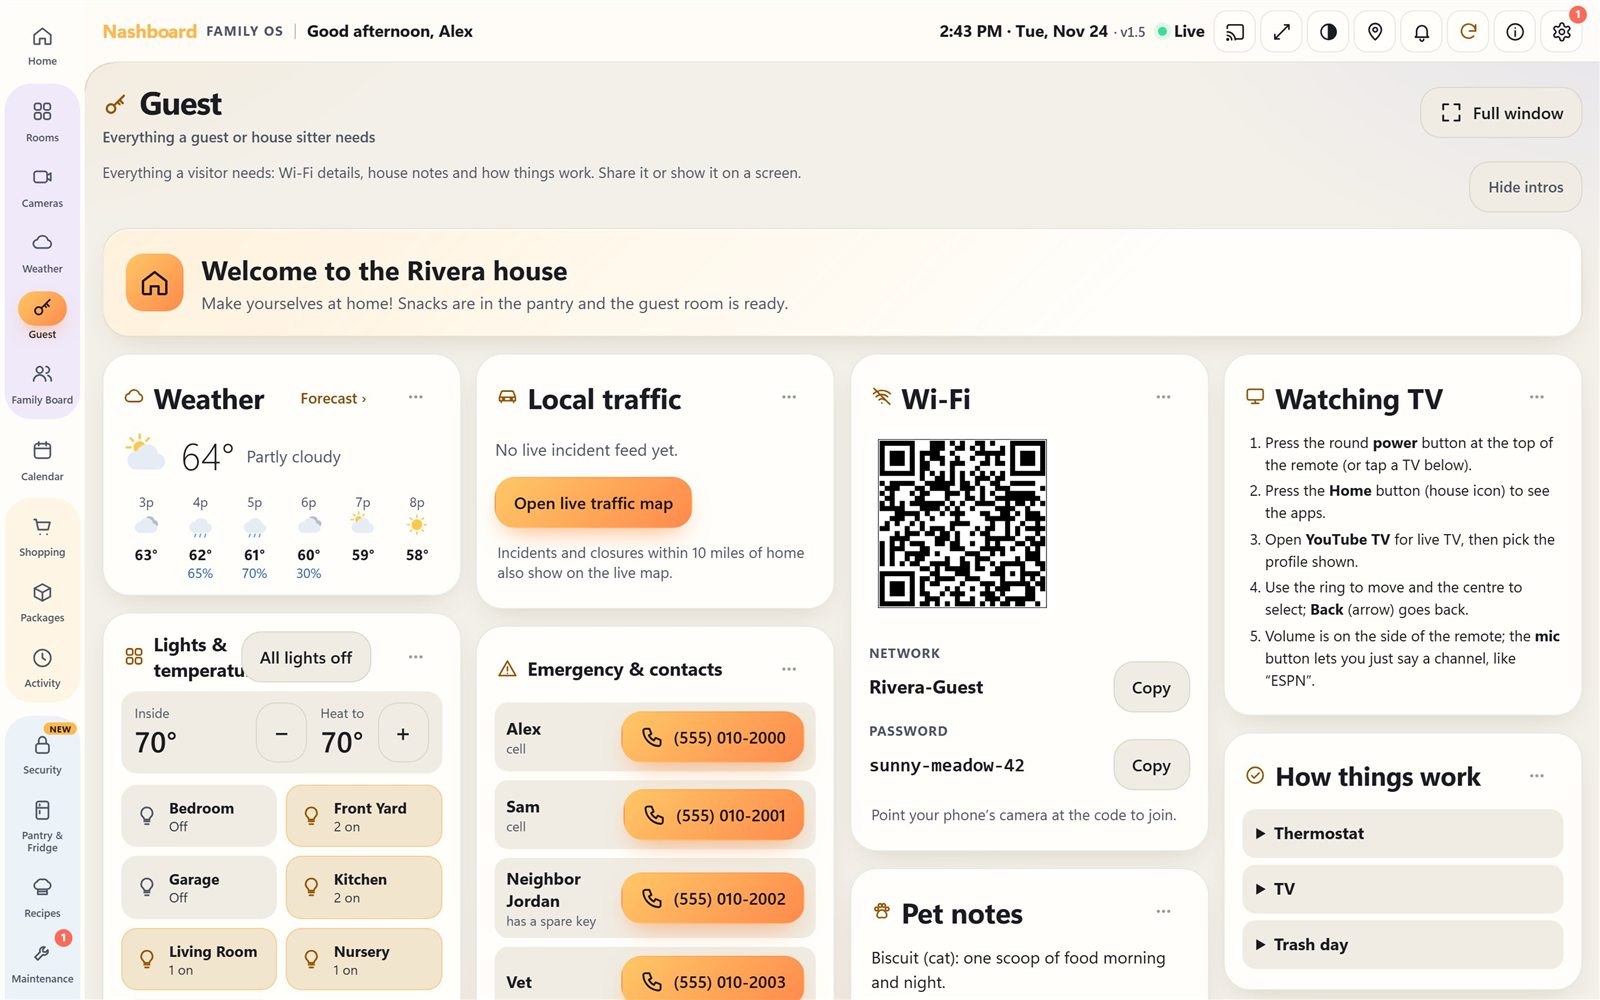 Nashboard FAMILY OS | Good afternoon, Alex
2:43 PM · Tue, Nov 24 · v1.5 Live
1
Home
Rooms
Cameras
Weather
Guest
Family Board
Calendar
Shopping
Packages
Activity
NEW
Security
Pantry &
Fridge
Recipes
1
Maintenance
Guest
Everything a guest or house sitter needs
Everything a visitor needs: Wi-Fi details, house notes and how things work. Share it or show it on a screen.
Full window
Hide intros
Welcome to the Rivera house
Make yourselves at home! Snacks are in the pantry and the guest room is ready.
Weather Forecast ›
64° Partly cloudy
3p 4p 5p 6p 7p 8p
63° 62° 61° 60° 59° 58°
65% 70% 30%
Lights &
temperatu
All lights off
Inside
70°
−
Heat to
70°
+
Bedroom
Off
Front Yard
2 on
Garage
Off
Kitchen
2 on
Living Room
1 on
Nursery
1 on
Local traffic
No live incident feed yet.
Open live traffic map
Incidents and closures within 10 miles of home
also show on the live map.
Emergency & contacts
Alex
cell
(555) 010-2000
Sam
cell
(555) 010-2001
Neighbor
Jordan
has a spare key
(555) 010-2002
Vet
(555) 010-2003
Wi-Fi
NETWORK
Rivera-Guest
Copy
PASSWORD
sunny-meadow-42
Copy
Point your phone's camera at the code to join.
Pet notes
Biscuit (cat): one scoop of food morning
and night.
Watching TV
1. Press the round power button at the top of
the remote (or tap a TV below).
2. Press the Home button (house icon) to see
the apps.
3. Open YouTube TV for live TV, then pick the
profile shown.
4. Use the ring to move and the centre to
select; Back (arrow) goes back.
5. Volume is on the side of the remote; the mic
button lets you just say a channel, like
“ESPN”.
How things work
Thermostat
TV
Trash day